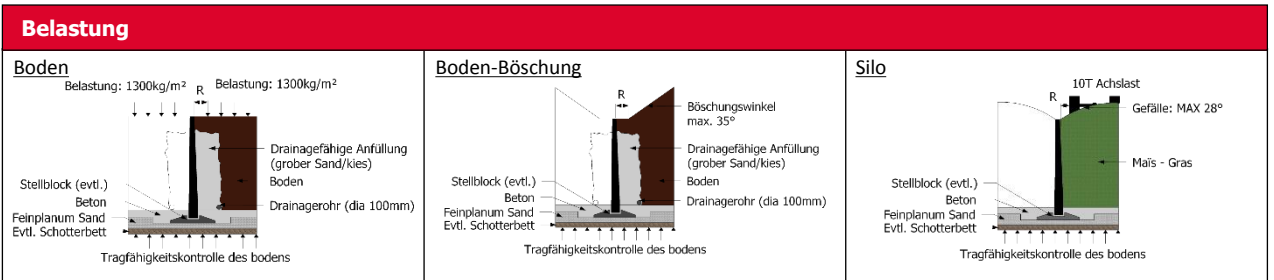 Belastung
Boden
Belastung: 1300kg/m²
R
Belastung: 1300kg/m²
Drainagefähige Anfüllung
(grober Sand/kies)
Stellblock (evtl.)
Boden
Beton
Drainagerohr (dia 100mm)
Feinplanum Sand
Evtl. Schotterbett
Tragfähigkeitskontrolle des bodens
Boden-Böschung
R
Böschungswinkel
max. 35°
Drainagefähige Anfüllung
(grober Sand/kies)
Stellblock (evtl.)
Boden
Beton
Drainagerohr (dia 100mm)
Feinplanum Sand
Evtl. Schotterbett
Tragfähigkeitskontrolle des bodens
Silo
10T Achslast
R
Gefälle: MAX 28°
Maïs - Gras
Stellblock (evtl.)
Beton
Feinplanum Sand
Evtl. Schotterbett
Tragfähigkeitskontrolle des bodens